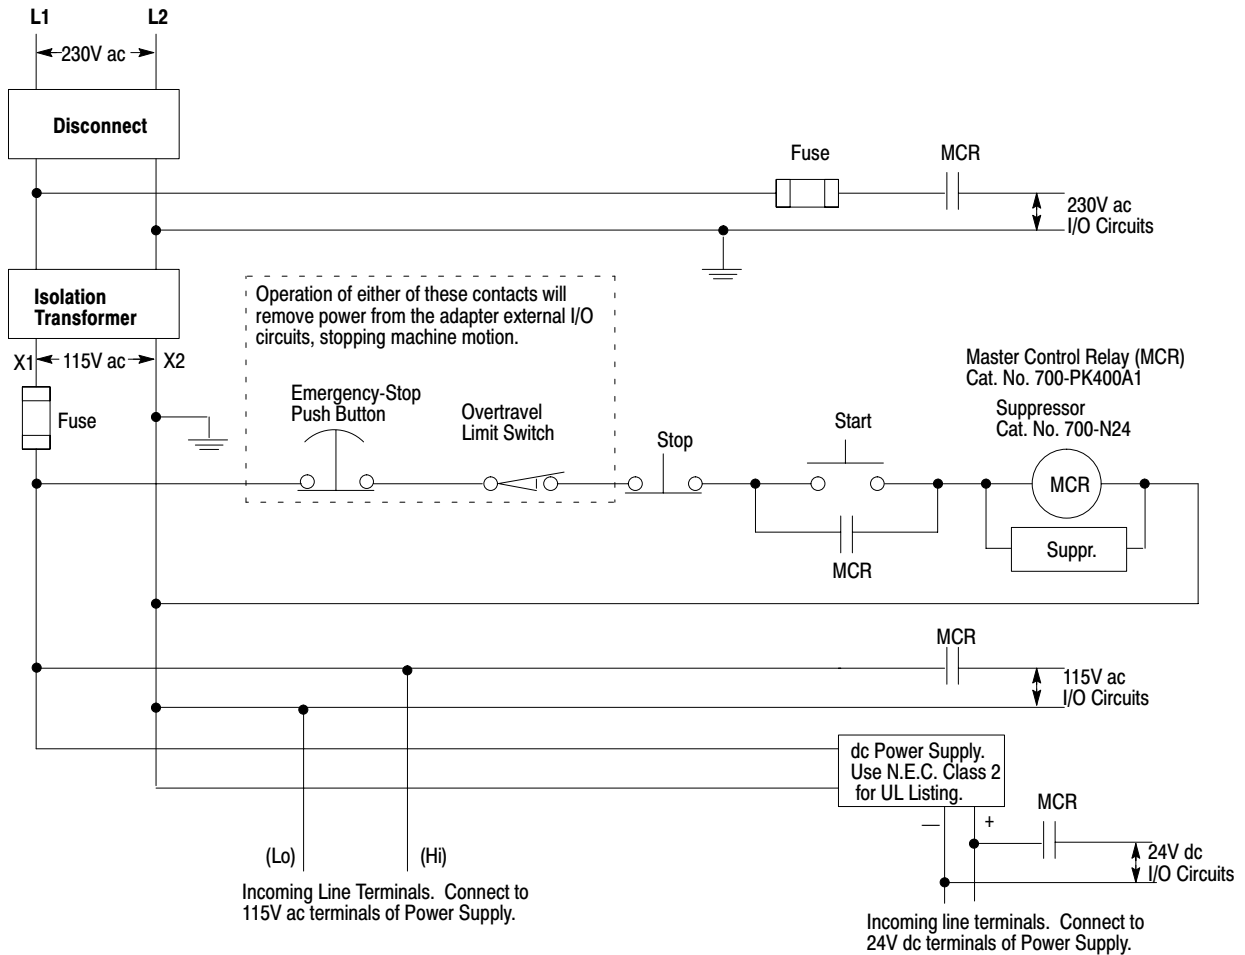 L1
L2
230V ac
Disconnect
Fuse
MCR
230V ac
I/O Circuits
Isolation
Transformer
Operation of either of these contacts will
remove power from the adapter external I/O
circuits, stopping machine motion.
X1
115V ac
X2
Fuse
Emergency-Stop
Push Button
Overtravel
Limit Switch
Stop
Start
Master Control Relay (MCR)
Cat. No. 700-PK400A1
Suppressor
Cat. No. 700-N24
MCR
Suppr.
MCR
MCR
115V ac
I/O Circuits
dc Power Supply.
Use N.E.C. Class 2
for UL Listing.
MCR
—
+
24V dc
I/O Circuits
(Lo)
(Hi)
Incoming Line Terminals. Connect to
115V ac terminals of Power Supply.
Incoming line terminals. Connect to
24V dc terminals of Power Supply.